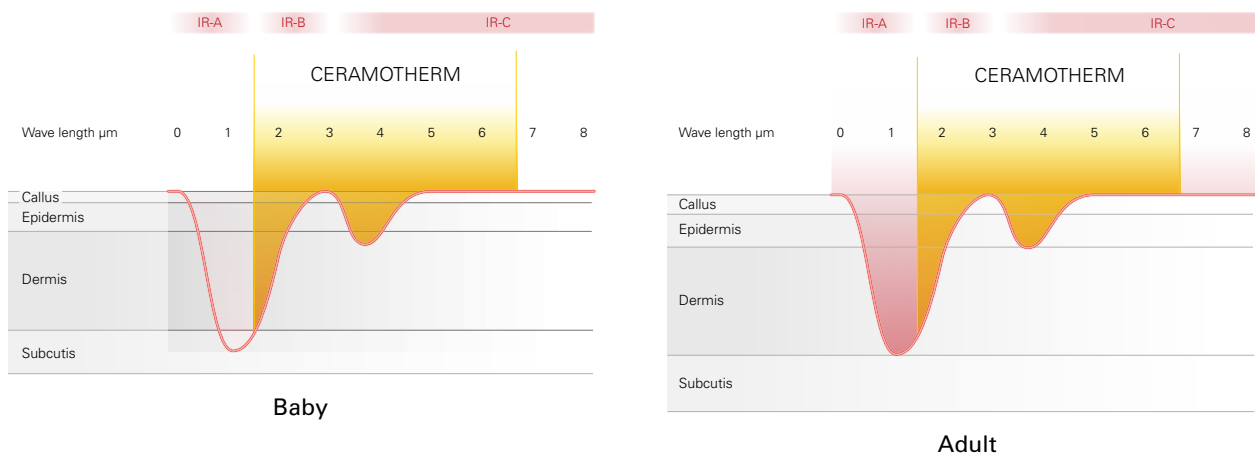 IR-A IR-B IR-C
CERAMOTHERM
Wave length µm 0 1 2 3 4 5 6 7 8
Callus
Epidermis
Dermis
Subcutis
Baby
IR-A IR-B IR-C
CERAMOTHERM
Wave length µm 0 1 2 3 4 5 6 7 8
Callus
Epidermis
Dermis
Subcutis
Adult